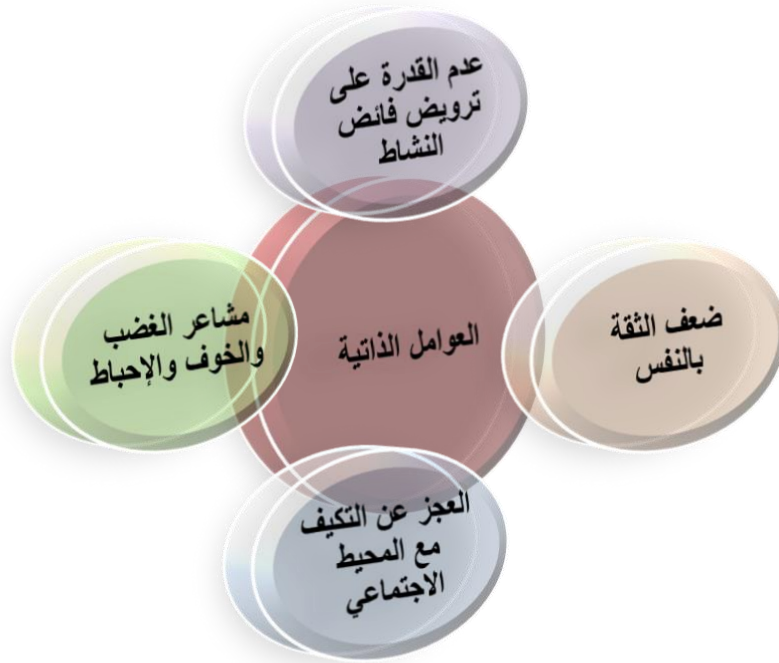 عدم القدرة على
ترويض فائض
النشاط
ضعف الثقة
بالنفس
العوامل الذاتية
مشاعر الغضب
والخوف والإحباط
العجز عن التكيف
مع المحيط
الاجتماعي